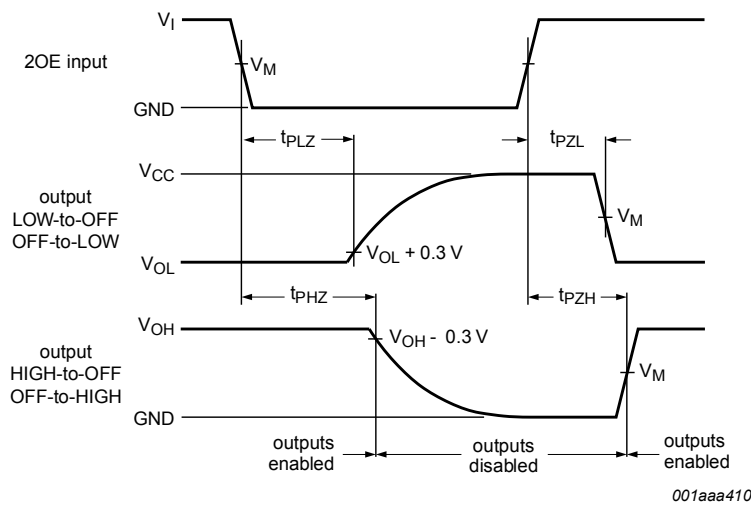 V_I
2OE input
V_M
GND
t_PLZ
t_PZL
V_CC
output
LOW-to-OFF
OFF-to-LOW
V_M
V_OL + 0.3 V
V_OL
t_PHZ
t_PZH
V_OH
V_OH - 0.3 V
output
HIGH-to-OFF
OFF-to-HIGH
V_M
GND
outputs
enabled
outputs
disabled
outputs
enabled
001aaa410